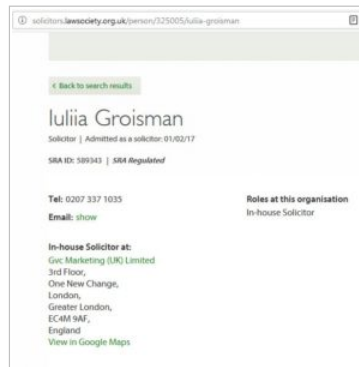 solicitors.lawsociety.org.uk/person/325005/iuliia-groisman
< Back to search results
Iuliia Groisman
Solicitor | Admitted as a solicitor: 01/02/17
SRA ID: 589343 | SRA Regulated
Tel: 0207 337 1035
Email: show
Roles at this organisation
In-house Solicitor
In-house Solicitor at:
Gvc Marketing (UK) Limited
3rd Floor,
One New Change,
London,
Greater London,
EC4M 9AF,
England
View in Google Maps